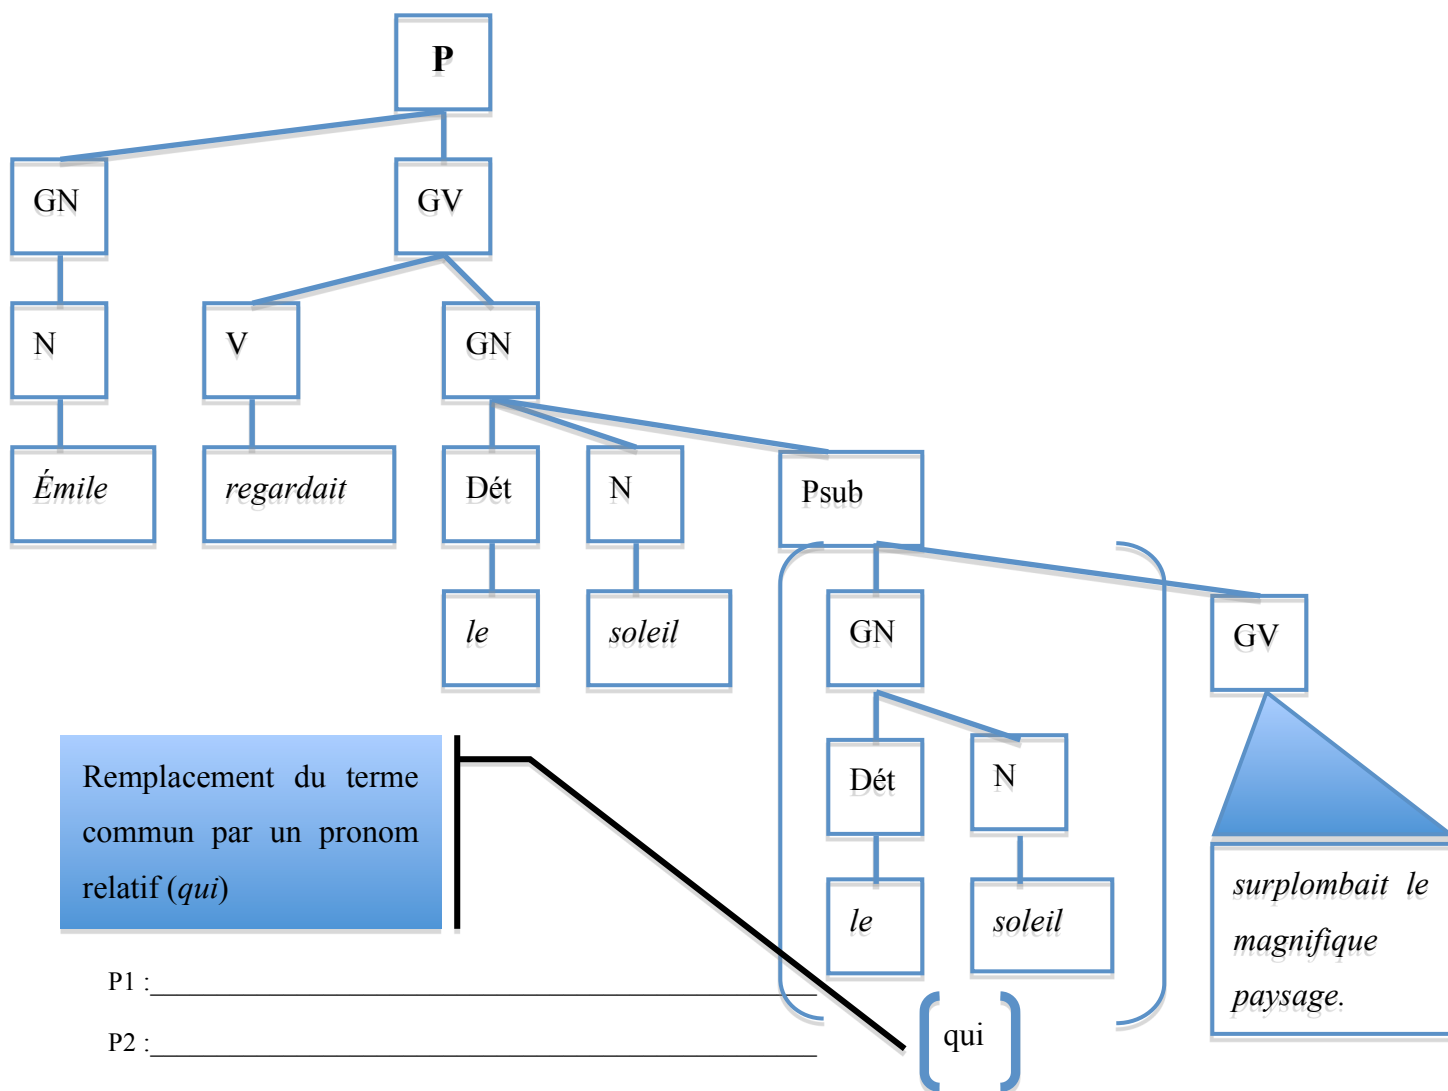 P
GN
GV
N
V
GN
Émile
regardait
Dét
N
Psub
le
soleil
GN
GV
Dét
N
le
soleil
surplombait le
magnifique
paysage.
Remplacement du terme
commun par un pronom
relatif (qui)
P1 :
P2 :
qui